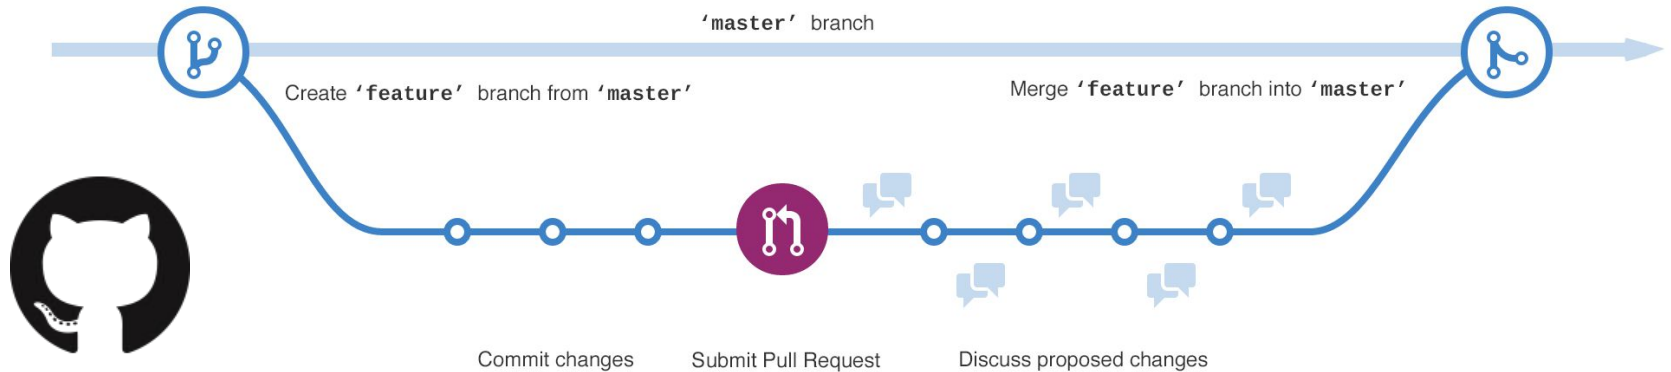 ‘master’ branch
Create ‘feature’ branch from ‘master’
Merge ‘feature’ branch into ‘master’
Commit changes
Submit Pull Request
Discuss proposed changes